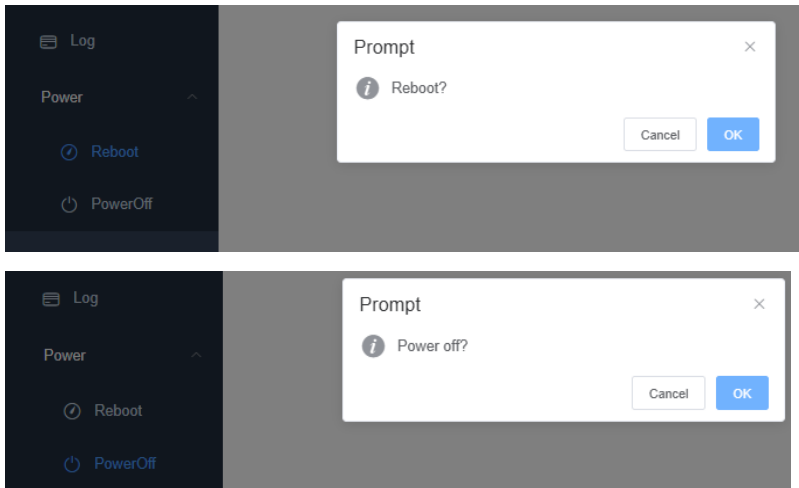 Log
Power
Reboot
PowerOff
Prompt
Reboot?
Cancel OK
Log
Power
Reboot
PowerOff
Prompt
Power off?
Cancel OK